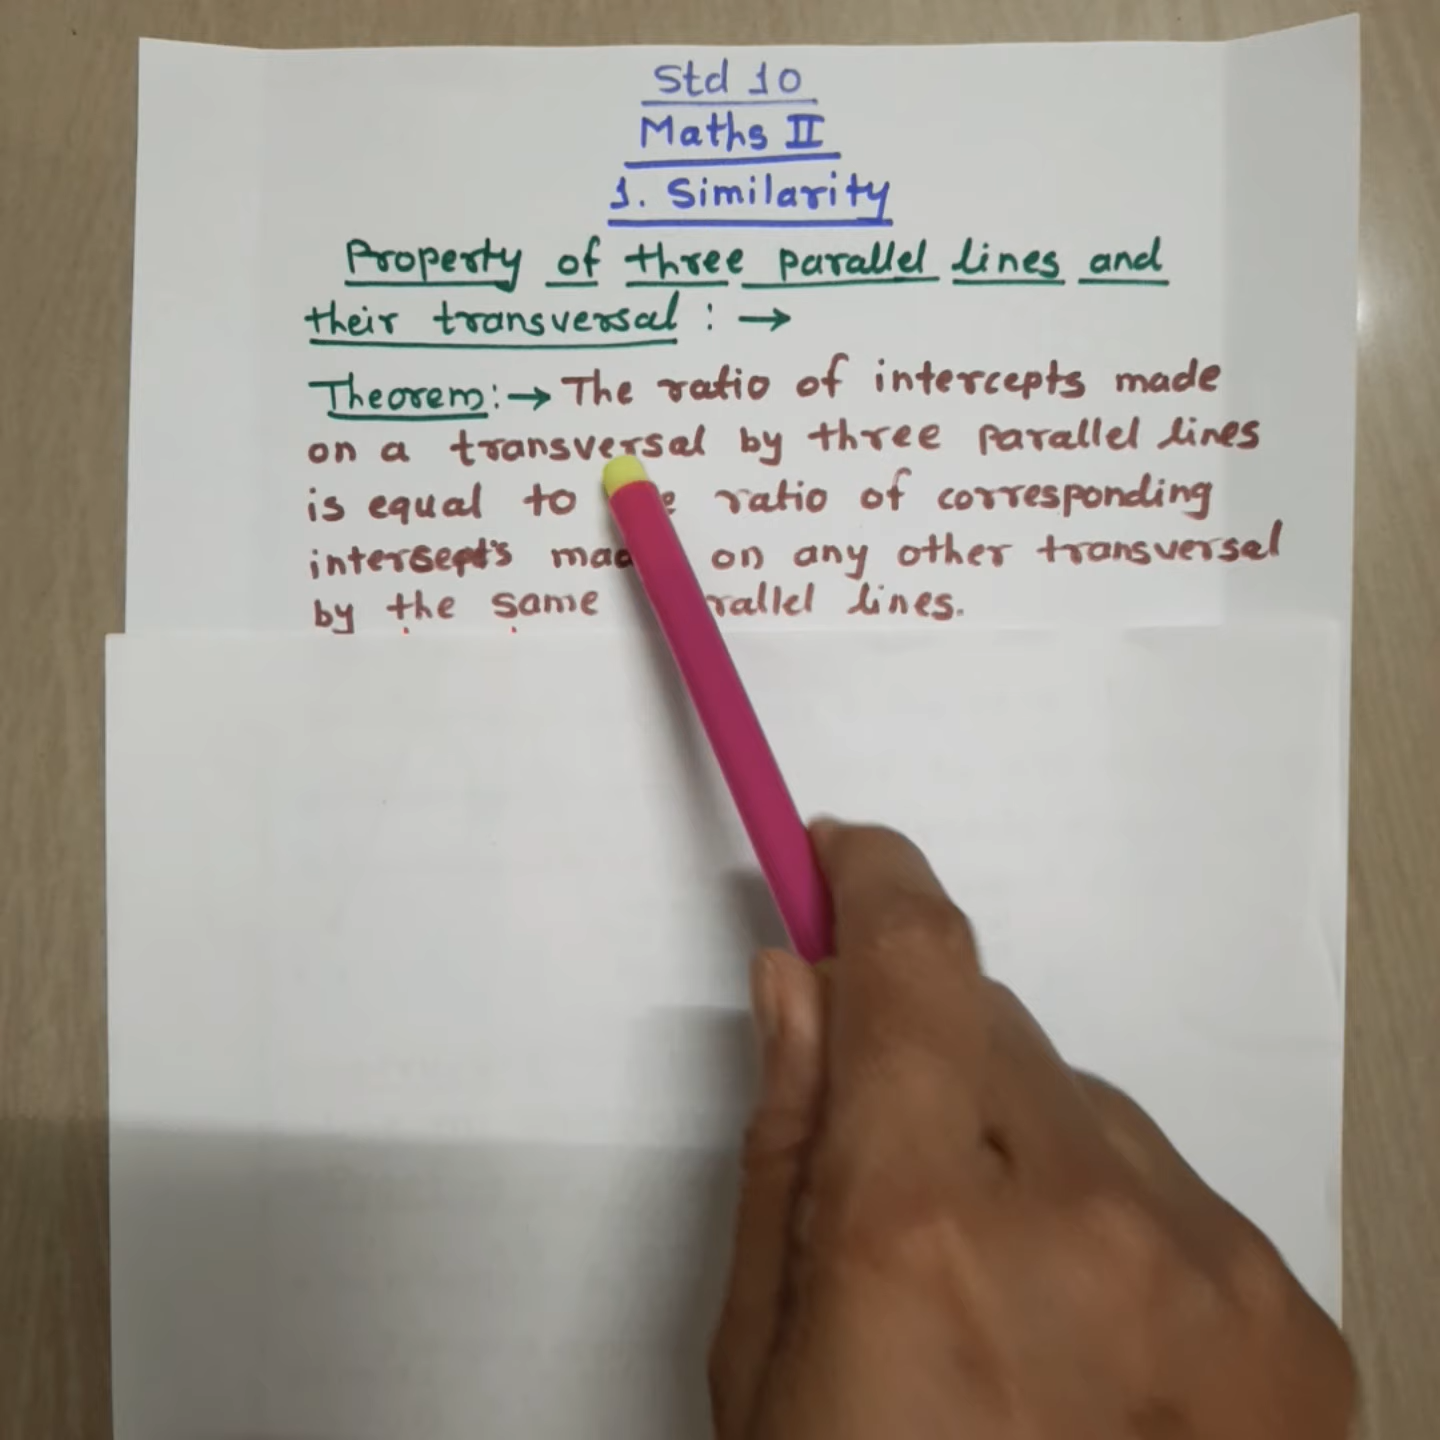 Std 10
Maths II
1. Similarity
Property of three parallel lines and
their transversal : →
Theorem : → The ratio of intercepts made
on a transversal by three parallel lines
is equal to ratio of corresponding
intersepts on any other transversal
by the same lines.